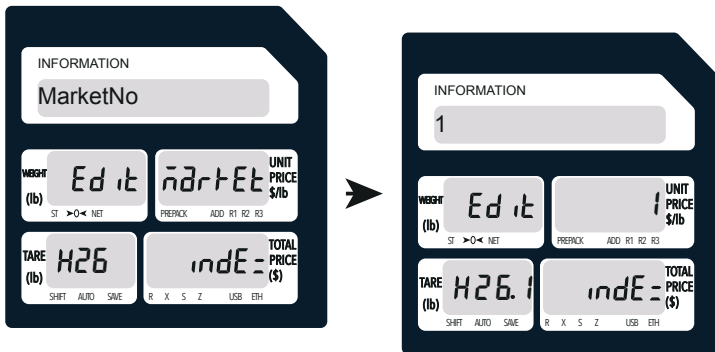 INFORMATION
MarketNo
WEIGHT (lb)
Edit
ST >0< NET
mArkEt
PREPACK ADD R1 R2 R3
UNIT PRICE $/lb
TARE (lb)
H26
SHIFT AUTO SAVE
indE
R X S Z USB ETH
TOTAL PRICE ($)
INFORMATION
1
WEIGHT (lb)
Edit
ST >0< NET
1
PREPACK ADD R1 R2 R3
UNIT PRICE $/lb
TARE (lb)
H26.1
SHIFT AUTO SAVE
indE
R X S Z USB ETH
TOTAL PRICE ($)